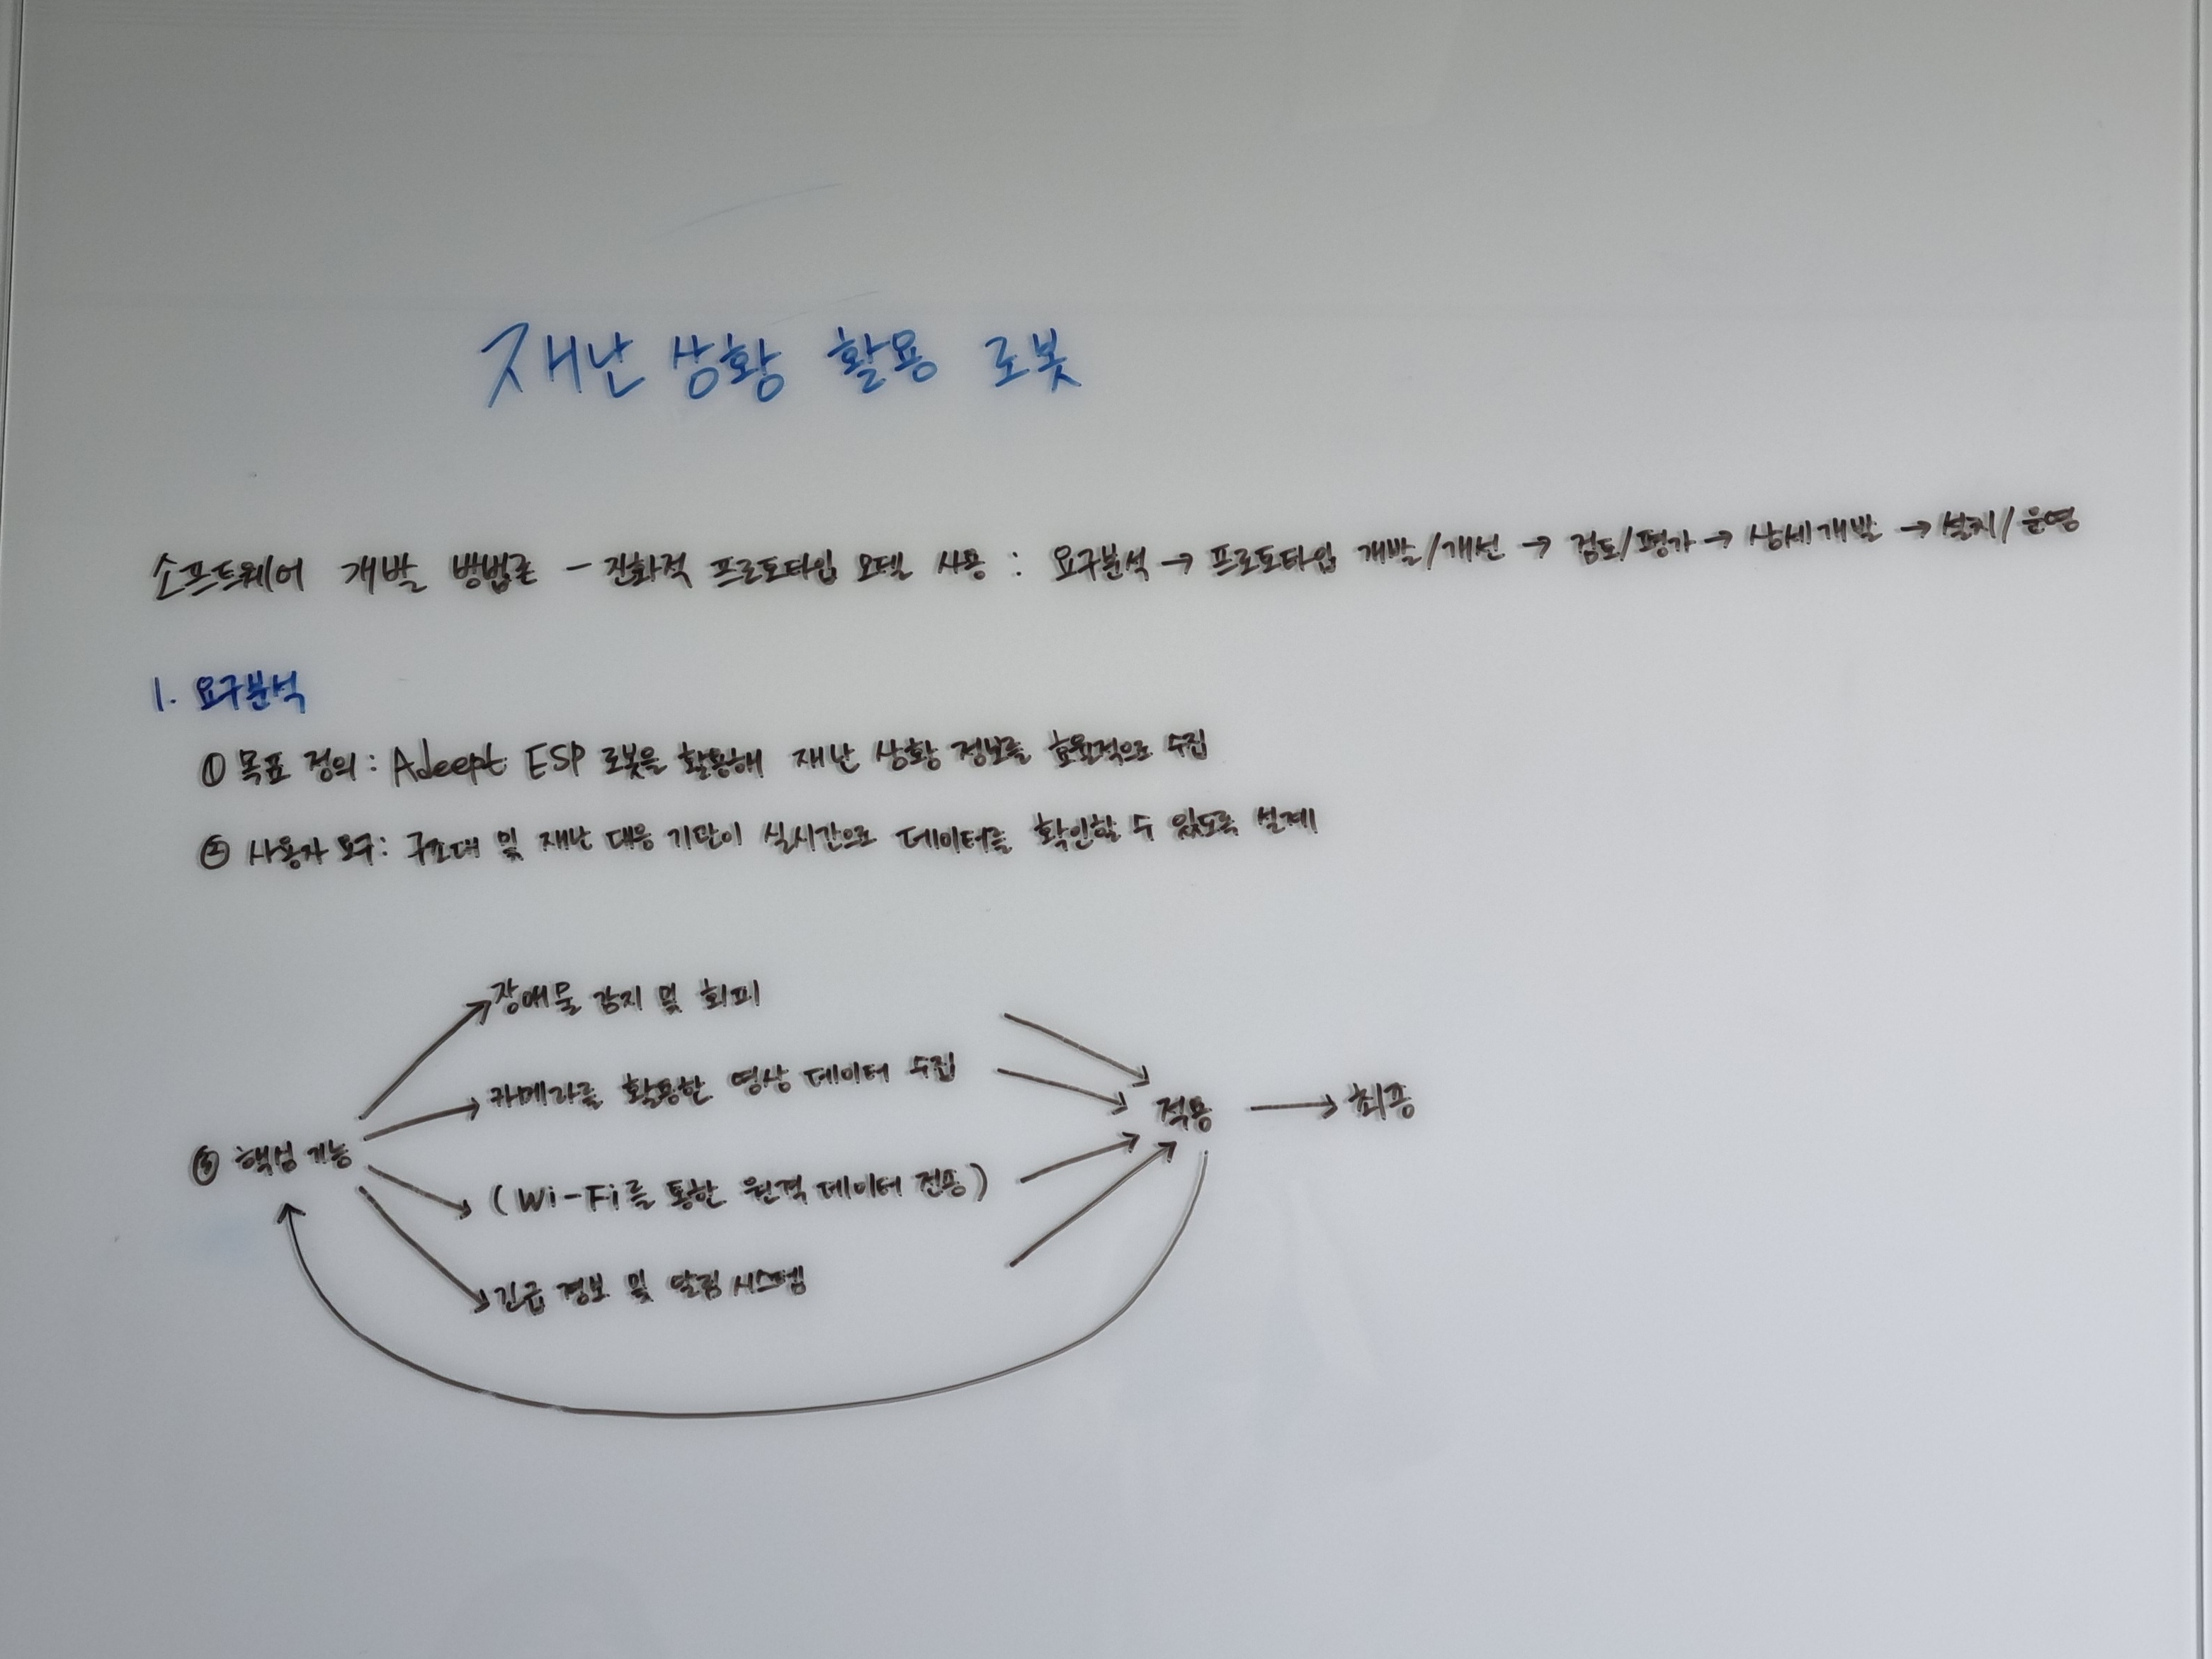 재난 상황 활용 로봇
소프트웨어 개발 방법론 - 진화적 프로토타입 모델 사용 : 요구분석 → 프로토타입 개발/개선 → 검토/평가 → 상세개발 → 설치/운영
1. 요구분석
① 목표 정의 : Adeept ESP 로봇을 활용해 재난 상황 정보를 효율적으로 수집
② 사용자 요구 : 구조대 및 재난 대응 기관이 실시간으로 데이터를 확인할 수 있도록 설계
장애물 감지 및 회피
카메라를 활용한 영상 데이터 수집
③ 핵심 기능
적용 → 최종
(Wi-Fi를 통한 원격 데이터 전송)
긴급 경보 및 알림 시스템